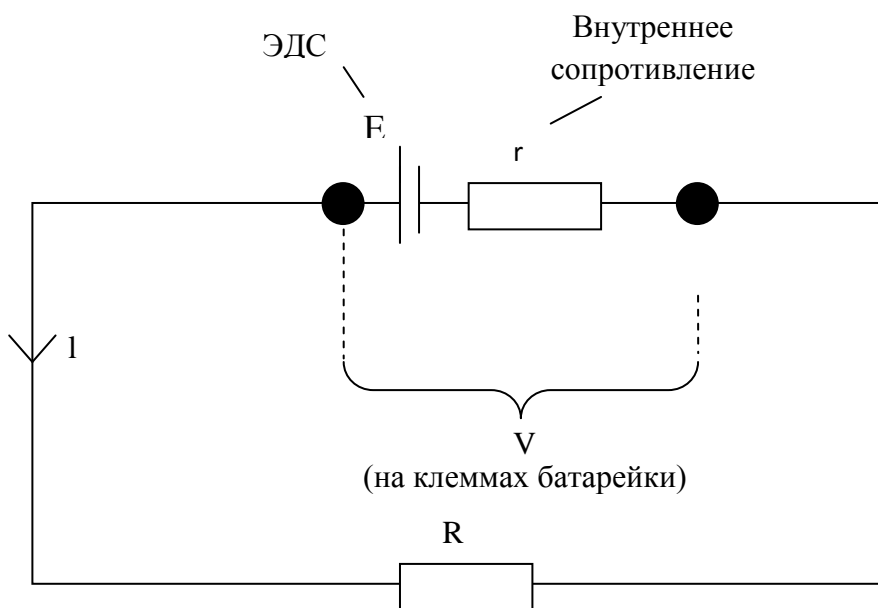 ЭДС
Внутреннее
сопротивление
E
r
I
V
(на клеммах батарейки)
R